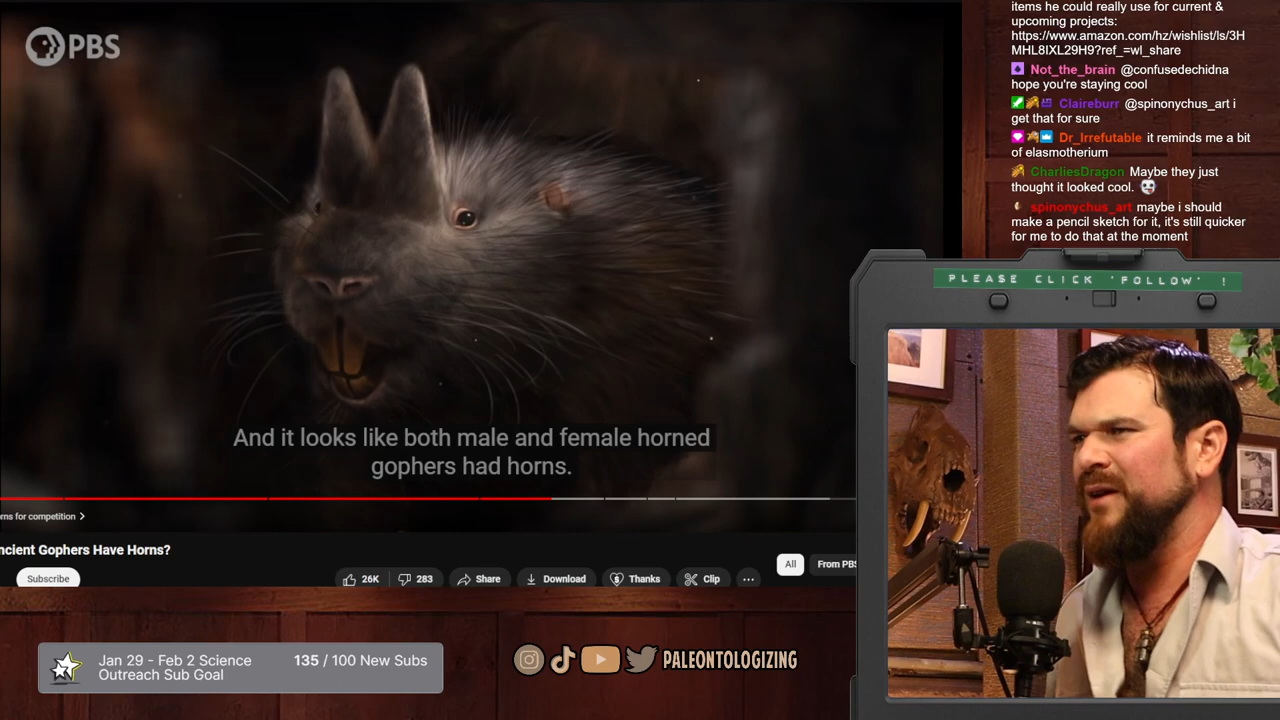 PBS
And it looks like both male and female horned
gophers had horns.
rns for competition >
ncient Gophers Have Horns?
Subscribe
26K
283
Share
Download
Thanks
Clip
All
From PBS
items he could really use for current &
upcoming projects:
https://www.amazon.com/hz/wishlist/ls/3H
MHL8IXL29H9?ref_=wl_share
Not_the_brain @confusedechidna
hope you're staying cool
Claireburr @spinonychus_art i
get that for sure
Dr_Irrefutable it reminds me a bit
of elasmotherium
CharliesDragon Maybe they just
thought it looked cool.
spinonychus_art maybe i should
make a pencil sketch for it, it's still quicker
for me to do that at the moment
PLEASE CLICK 'FOLLOW' !
Jan 29 - Feb 2 Science
Outreach Sub Goal
135 / 100 New Subs
PALEONTOLOGIZING